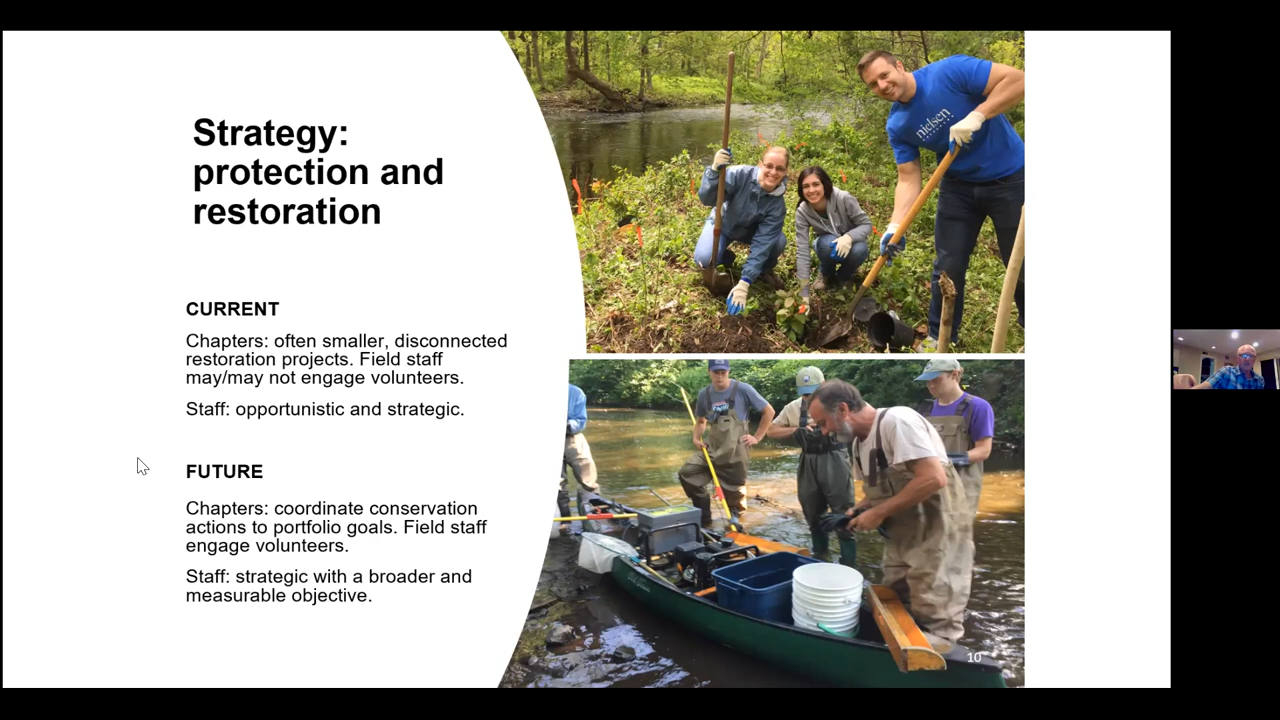 Strategy:
protection and
restoration
CURRENT
Chapters: often smaller, disconnected
restoration projects. Field staff
may/may not engage volunteers.
Staff: opportunistic and strategic.
FUTURE
Chapters: coordinate conservation
actions to portfolio goals. Field staff
engage volunteers.
Staff: strategic with a broader and
measurable objective.
nielsen
10